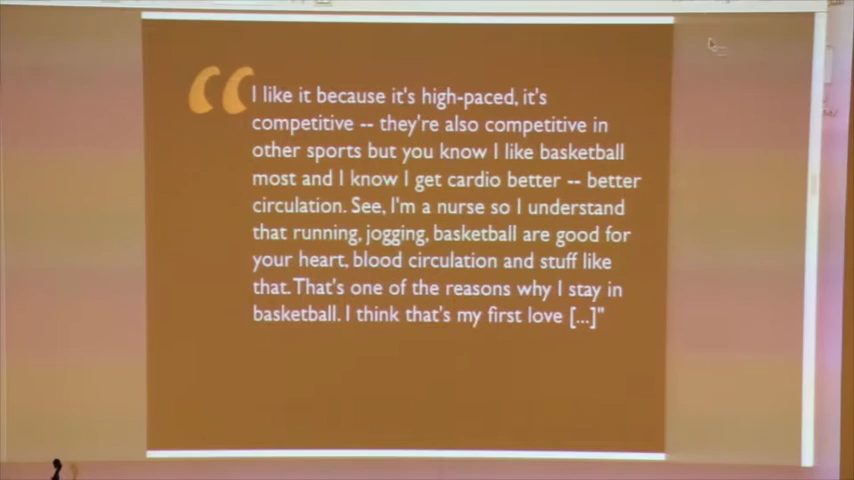 “I like it because it's high-paced, it's
competitive -- they're also competitive in
other sports but you know I like basketball
most and I know I get cardio better -- better
circulation. See, I'm a nurse so I understand
that running, jogging, basketball are good for
your heart, blood circulation and stuff like
that. That's one of the reasons why I stay in
basketball. I think that's my first love [...]"